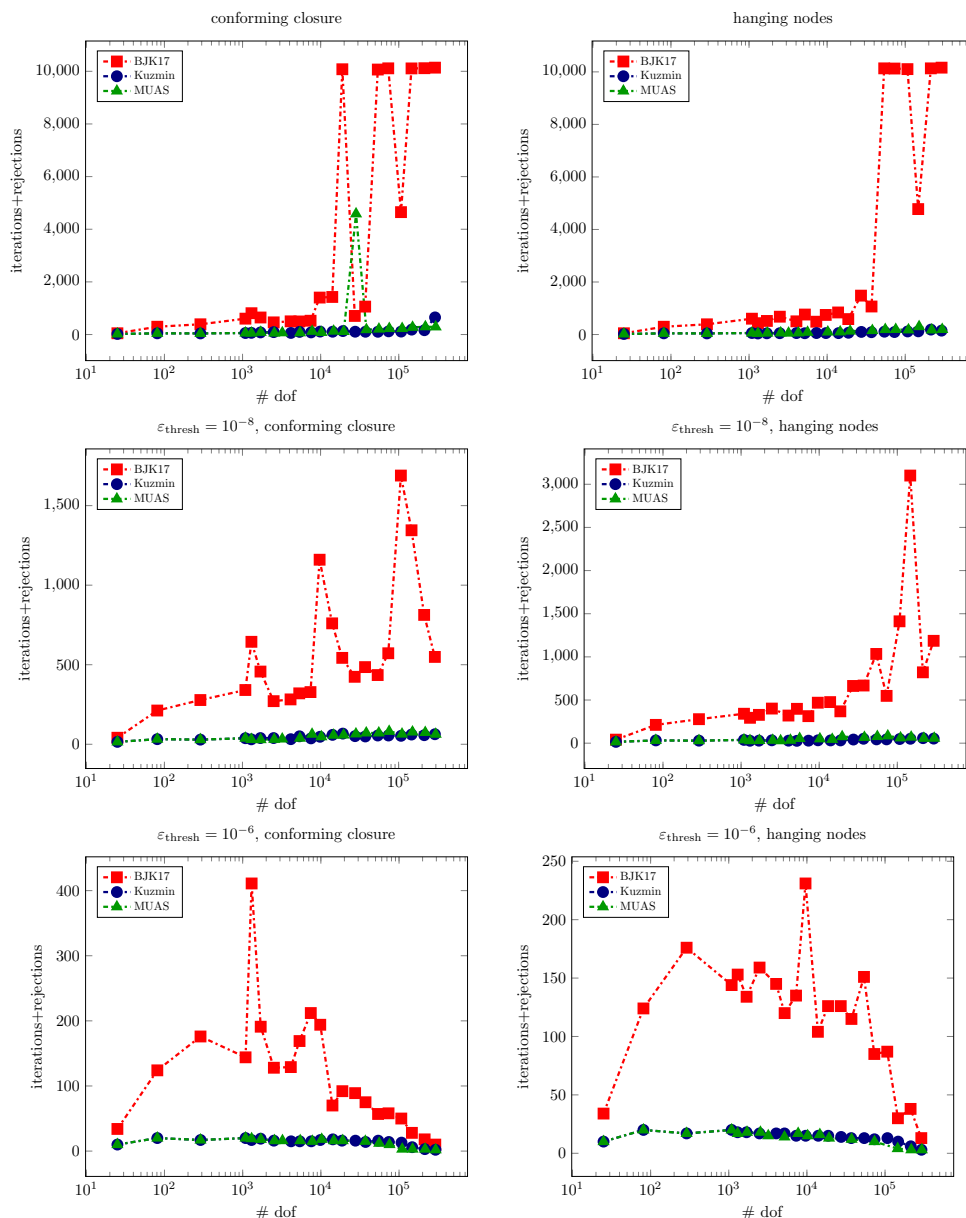 conforming closure
10,000
8,000
6,000
4,000
2,000
0
iterations+rejections
BJK17
Kuzmin
MUAS
10^1 10^2 10^3 10^4 10^5
# dof
hanging nodes
10,000
8,000
6,000
4,000
2,000
0
iterations+rejections
BJK17
Kuzmin
MUAS
10^1 10^2 10^3 10^4 10^5
# dof
ε_thresh = 10^−8, conforming closure
1,500
1,000
500
0
iterations+rejections
BJK17
Kuzmin
MUAS
10^1 10^2 10^3 10^4 10^5
# dof
ε_thresh = 10^−8, hanging nodes
3,000
2,500
2,000
1,500
1,000
500
0
iterations+rejections
BJK17
Kuzmin
MUAS
10^1 10^2 10^3 10^4 10^5
# dof
ε_thresh = 10^−6, conforming closure
400
300
200
100
0
iterations+rejections
BJK17
Kuzmin
MUAS
10^1 10^2 10^3 10^4 10^5
# dof
ε_thresh = 10^−6, hanging nodes
250
200
150
100
50
0
iterations+rejections
BJK17
Kuzmin
MUAS
10^1 10^2 10^3 10^4 10^5
# dof